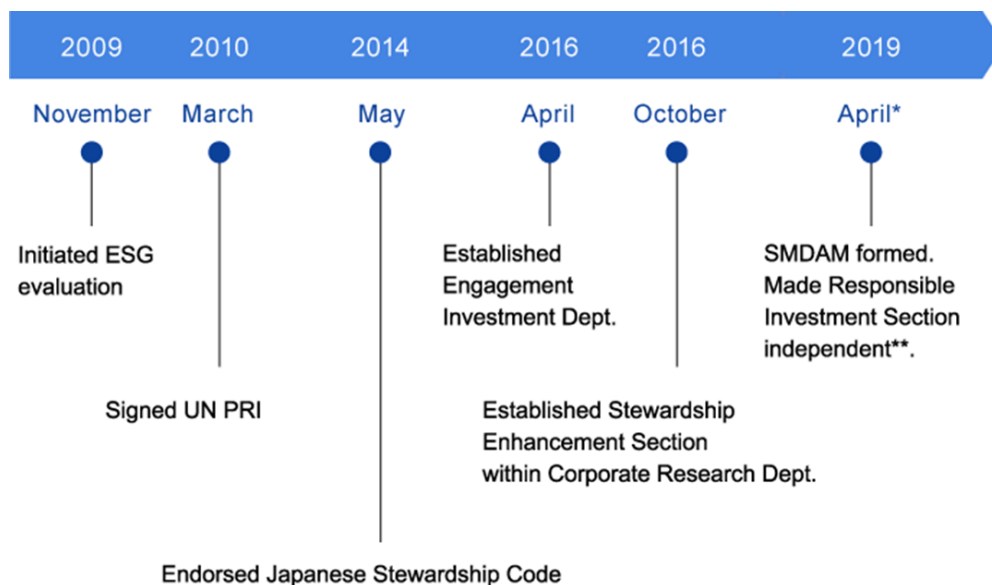 2009 2010 2014 2016 2016 2019
November March May April October April*
Initiated ESG
evaluation
Signed UN PRI
Endorsed Japanese Stewardship Code
Established
Engagement
Investment Dept.
Established Stewardship
Enhancement Section
within Corporate Research Dept.
SMDAM formed.
Made Responsible
Investment Section
independent**.